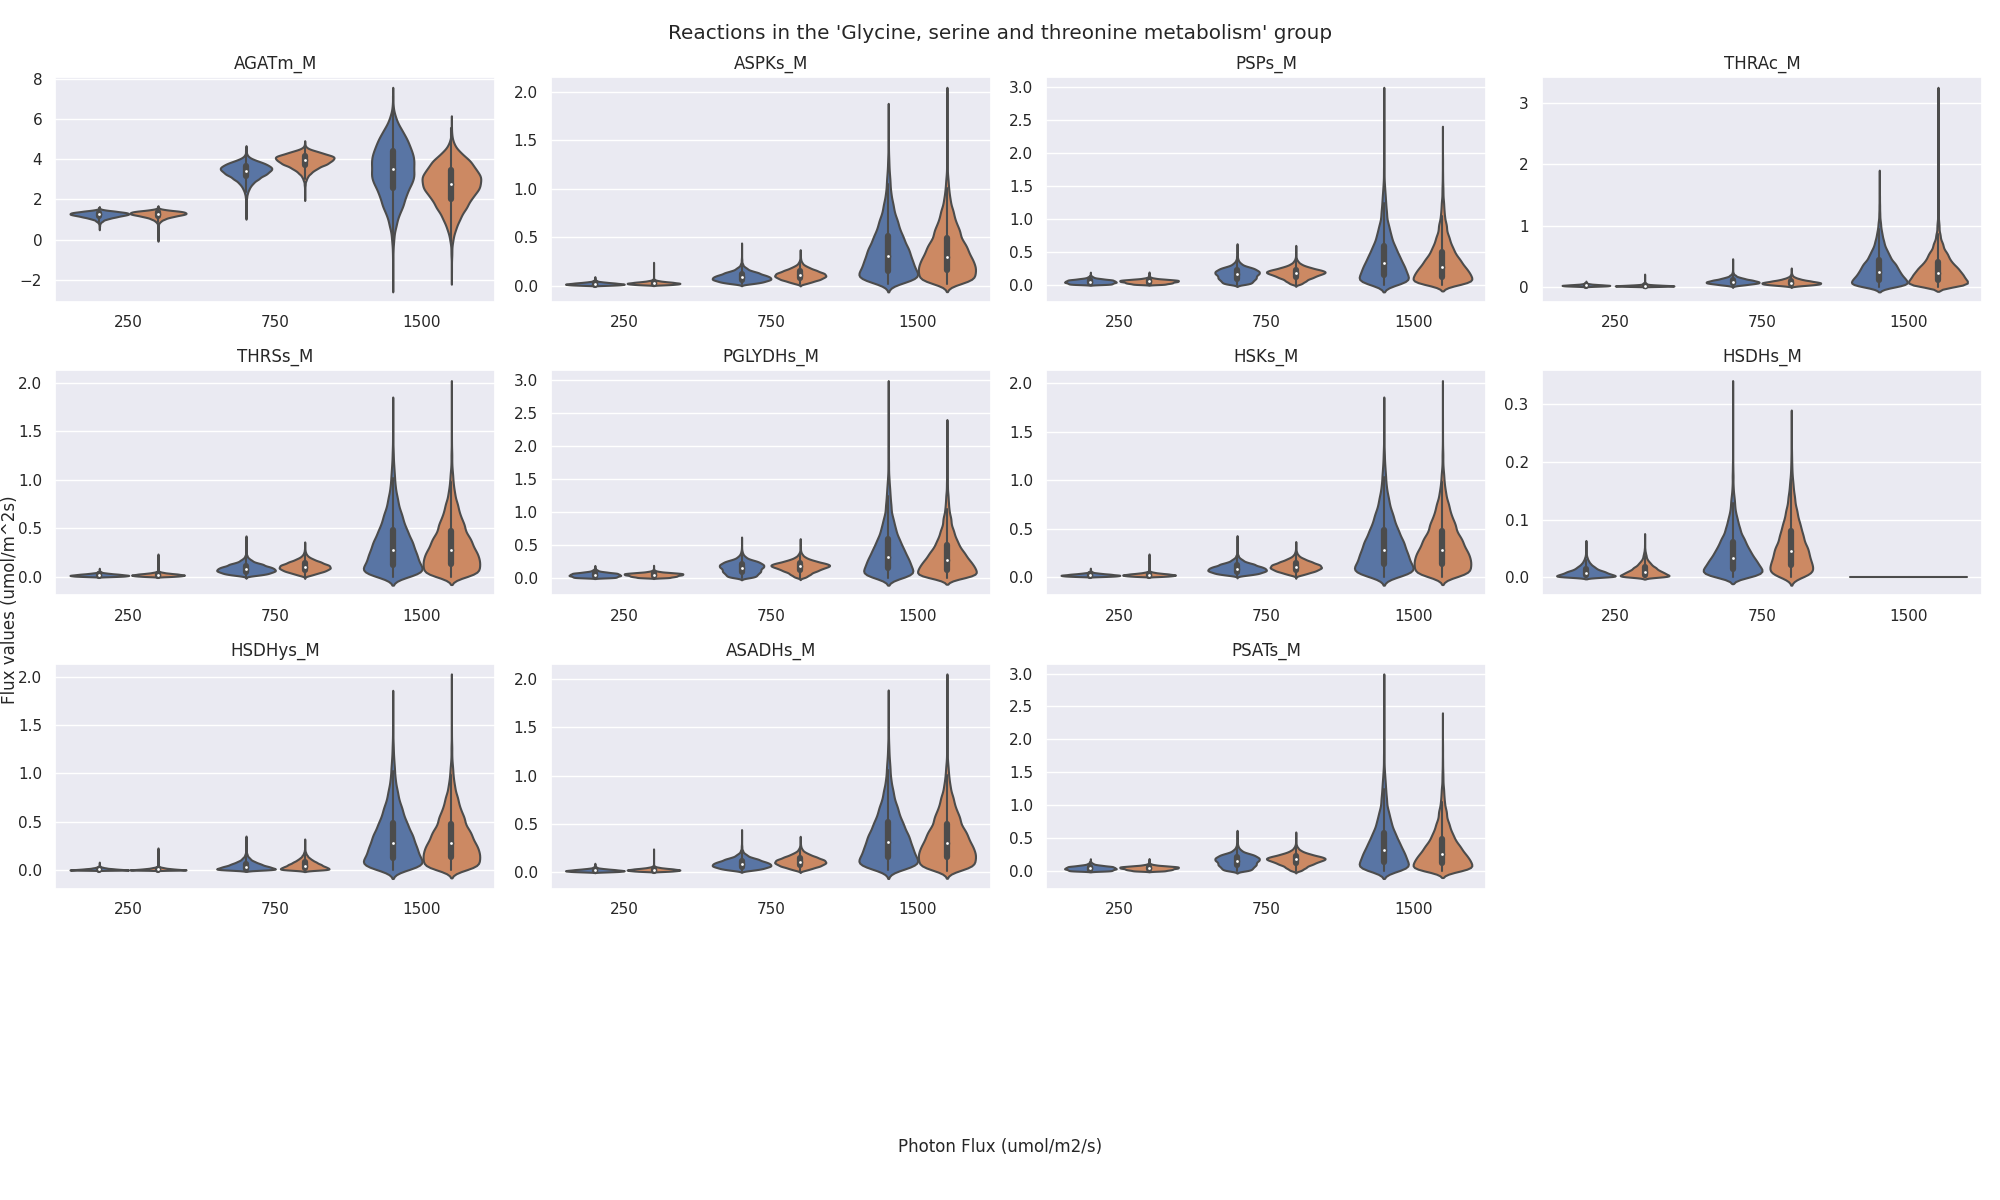 Reactions in the 'Glycine, serine and threonine metabolism' group
AGATm_M
8
6
4
2
0
−2
250 750 1500
ASPKs_M
2.0
1.5
1.0
0.5
0.0
250 750 1500
PSPs_M
3.0
2.5
2.0
1.5
1.0
0.5
0.0
250 750 1500
THRAc_M
3
2
1
0
250 750 1500
THRSs_M
2.0
1.5
1.0
0.5
0.0
250 750 1500
PGLYDHs_M
3.0
2.5
2.0
1.5
1.0
0.5
0.0
250 750 1500
HSKs_M
2.0
1.5
1.0
0.5
0.0
250 750 1500
HSDHs_M
0.3
0.2
0.1
0.0
250 750 1500
Flux values (umol/m^2s)
HSDHys_M
2.0
1.5
1.0
0.5
0.0
250 750 1500
ASADHs_M
2.0
1.5
1.0
0.5
0.0
250 750 1500
PSATs_M
3.0
2.5
2.0
1.5
1.0
0.5
0.0
250 750 1500
Photon Flux (umol/m2/s)